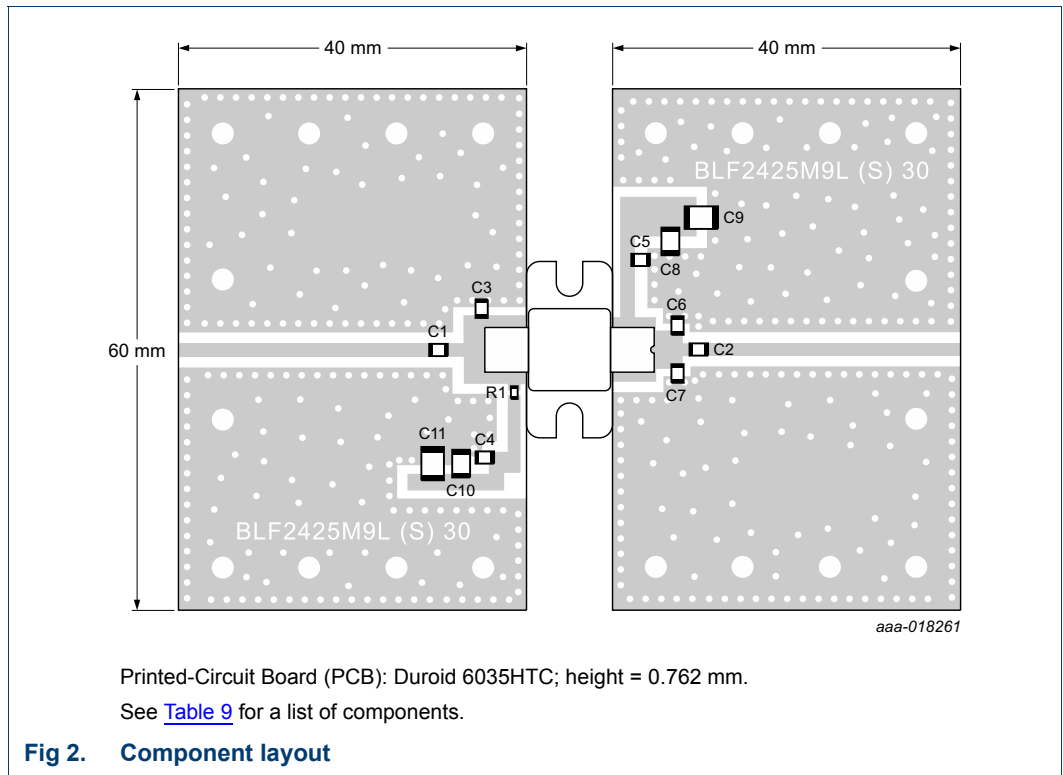 40 mm
40 mm
60 mm
BLF2425M9L (S) 30
C9
C5
C8
C3
C6
C1
C2
C7
R1
C11
C4
C10
BLF2425M9L (S) 30
aaa-018261
Printed-Circuit Board (PCB): Duroid 6035HTC; height = 0.762 mm.
See Table 9 for a list of components.
Fig 2. Component layout